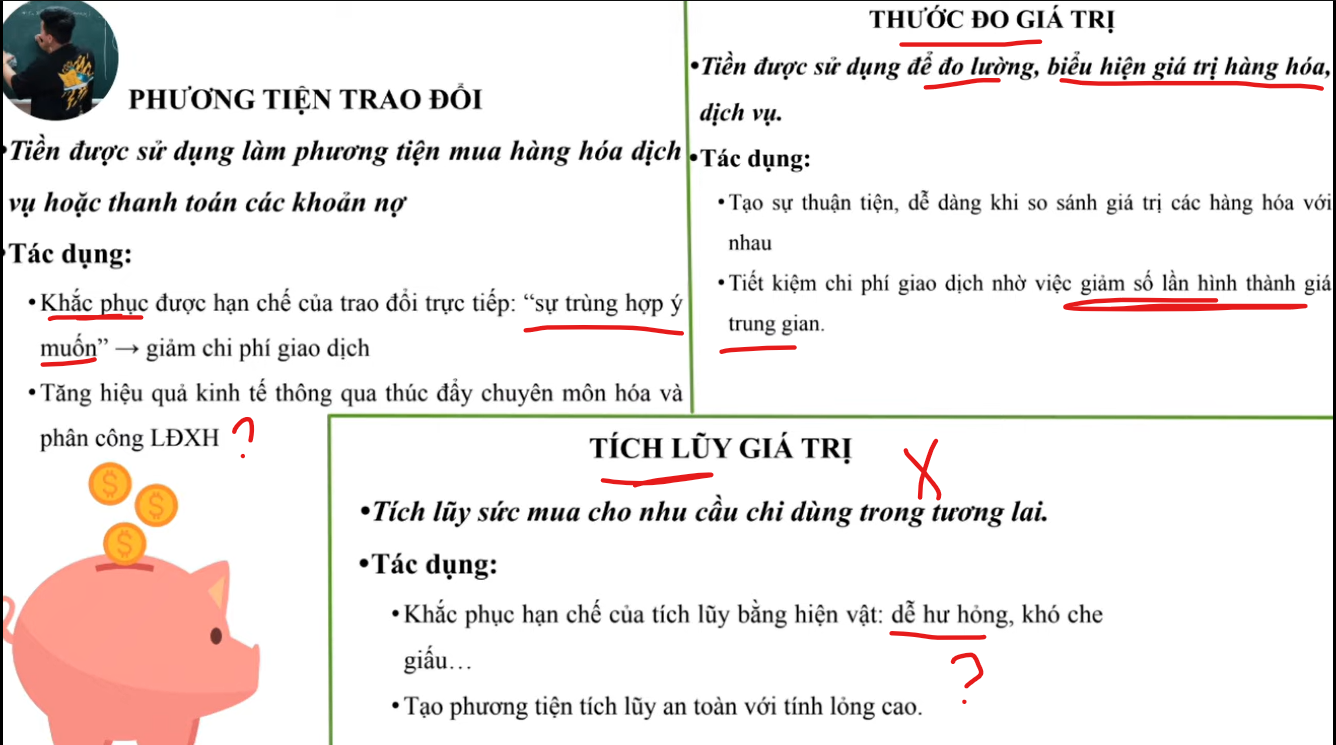 PHƯƠNG TIỆN TRAO ĐỔI
•Tiền được sử dụng làm phương tiện mua hàng hóa dịch
vụ hoặc thanh toán các khoản nợ
•Tác dụng:
•Khắc phục được hạn chế của trao đổi trực tiếp: “sự trùng hợp ý
muốn” → giảm chi phí giao dịch
•Tăng hiệu quả kinh tế thông qua thúc đẩy chuyên môn hóa và
phân công LĐXH ?
THƯỚC ĐO GIÁ TRỊ
•Tiền được sử dụng để đo lường, biểu hiện giá trị hàng hóa,
dịch vụ.
•Tác dụng:
•Tạo sự thuận tiện, dễ dàng khi so sánh giá trị các hàng hóa với
nhau
•Tiết kiệm chi phí giao dịch nhờ việc giảm số lần hình thành giá
trung gian.
TÍCH LŨY GIÁ TRỊ X
•Tích lũy sức mua cho nhu cầu chi dùng trong tương lai.
•Tác dụng:
•Khắc phục hạn chế của tích lũy bằng hiện vật: dễ hư hỏng, khó che
giấu… ?
•Tạo phương tiện tích lũy an toàn với tính lỏng cao.
$
$
$